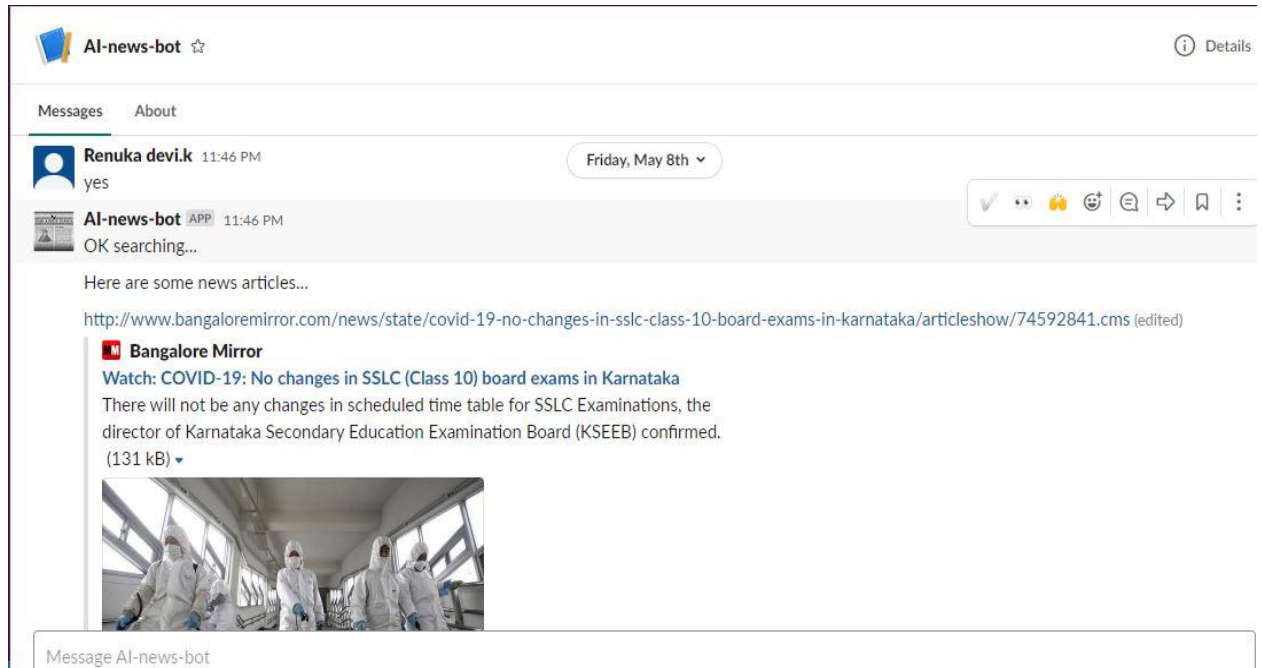 AI-news-bot
Details
Messages About
Friday, May 8th
Renuka devi.k 11:46 PM
yes
AI-news-bot APP 11:46 PM
OK searching...
Here are some news articles...
http://www.bangaloremirror.com/news/state/covid-19-no-changes-in-sslc-class-10-board-exams-in-karnataka/articleshow/74592841.cms (edited)
MM Bangalore Mirror
Watch: COVID-19: No changes in SSLC (Class 10) board exams in Karnataka
There will not be any changes in scheduled time table for SSLC Examinations, the
director of Karnataka Secondary Education Examination Board (KSEEB) confirmed.
(131 kB)
Message AI-news-bot